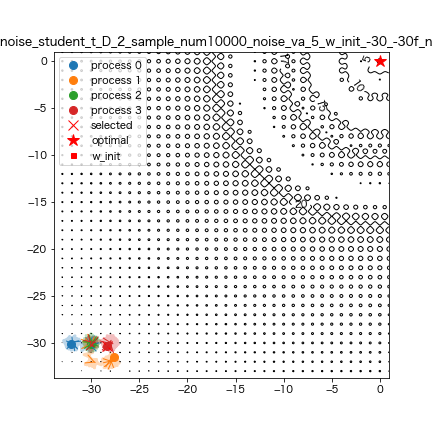 noise_student_t_D_2_sample_num10000_noise_va_5_w_init_-30_-30f_n
process 0
process 1
process 2
process 3
selected
optimal
w_init
0
−5
−10
−15
−20
−25
−30
−30 −25 −20 −15 −10 −5 0